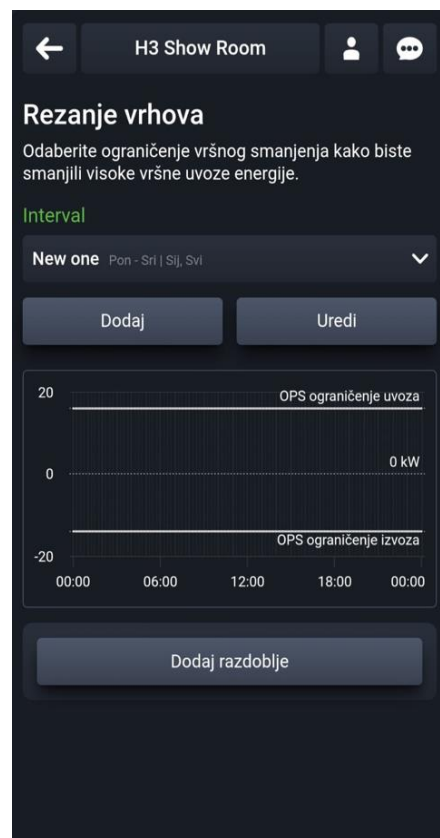 H3 Show Room
Rezanje vrhova
Odaberite ograničenje vršnog smanjenja kako biste
smanjili visoke vršne uvoze energije.
Interval
New one Pon - Sri | Sij, Svi
Dodaj Uredi
20
OPS ograničenje uvoza
0 kW
0
OPS ograničenje izvoza
-20
00:00 06:00 12:00 18:00 00:00
Dodaj razdoblje